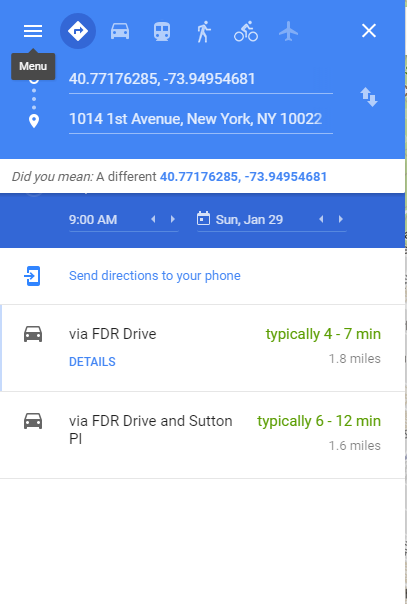 Menu
40.77176285, -73.94954681
1014 1st Avenue, New York, NY 10022
Did you mean: A different 40.77176285, -73.94954681
9:00 AM Sun, Jan 29
Send directions to your phone
via FDR Drive typically 4 - 7 min
DETAILS 1.8 miles
via FDR Drive and Sutton typically 6 - 12 min
Pl
1.6 miles